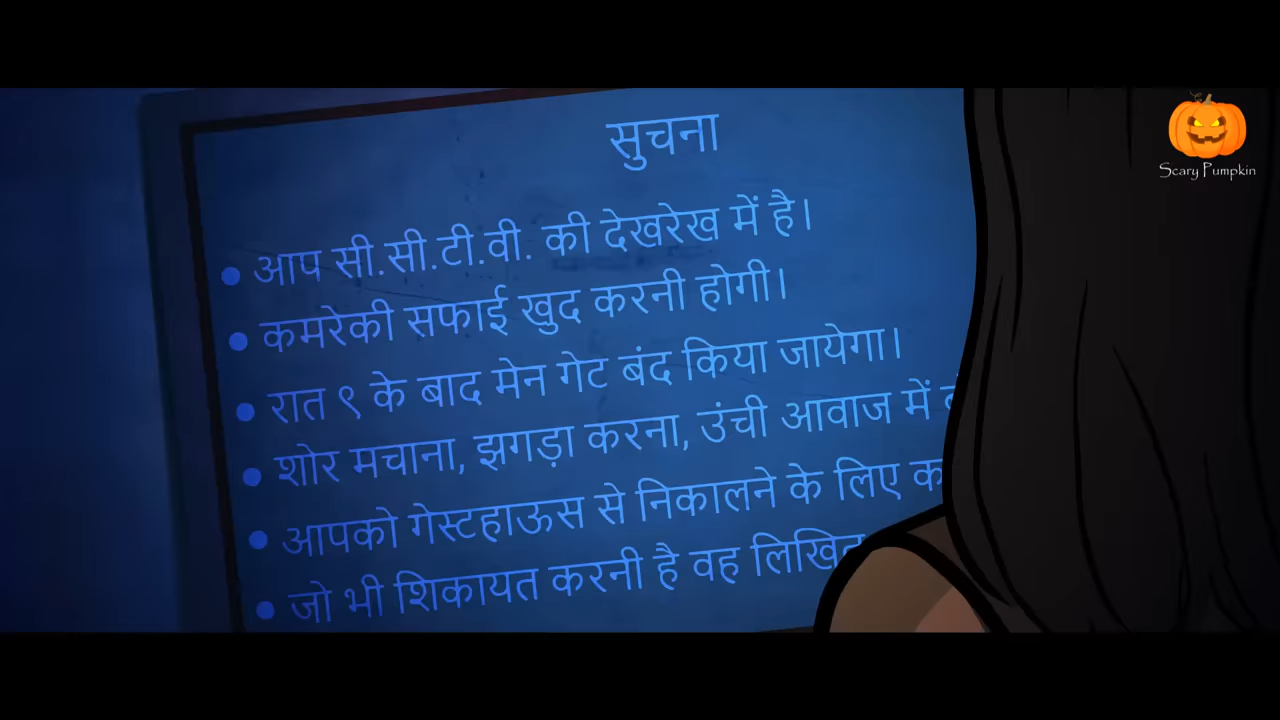 सुचना
• आप सी.सी.टी.वी. की देखरेख में है।
• कमरेकी सफाई खुद करनी होगी।
• रात ९ के बाद मेन गेट बंद किया जायेगा।
• शोर मचाना, झगड़ा करना, उंची आवाज में
• आपको गेस्टहाऊस से निकालने के लिए
• जो भी शिकायत करनी है वह लिखित
Scary Pumpkin